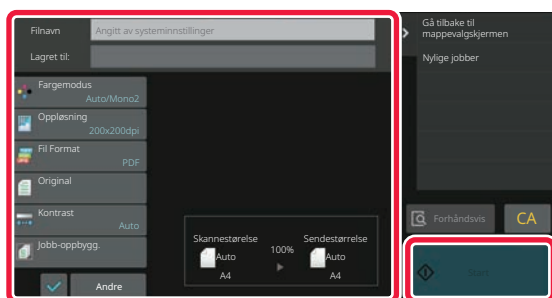 Filnavn
Angitt av systeminnstillinger
Lagret til:
Fargemodus
Auto/Mono2
Oppløsning
200x200dpi
Fil Format
PDF
Original
Kontrast
Auto
Jobb-oppbygg.
Andre
Skannestørelse
Auto
A4
100%
Sendestørrelse
Auto
A4
Gå tilbake til
mappevalgskjermen
Nylige jobber
Forhåndsvis
CA
Start